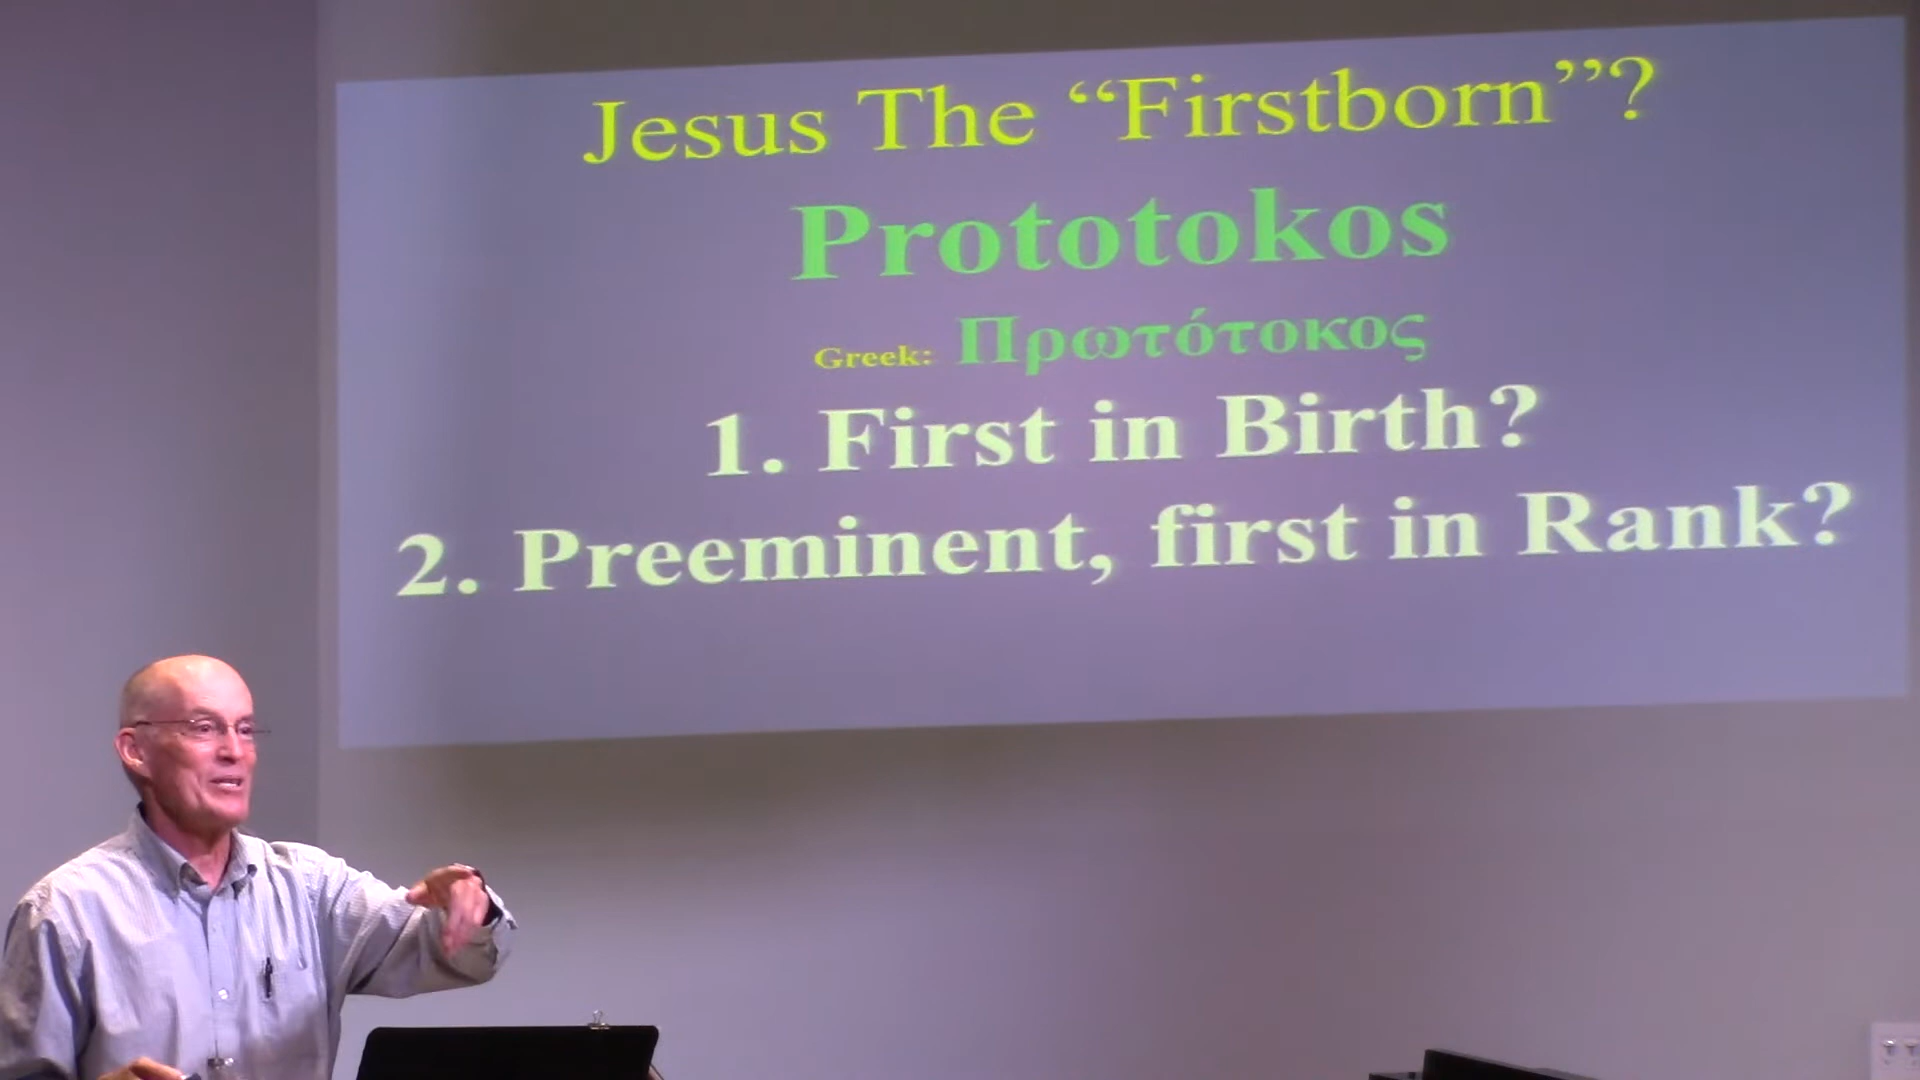 Jesus The “Firstborn”?
Prototokos
Greek: Πρωτότοκος
1. First in Birth?
2. Preeminent, first in Rank?